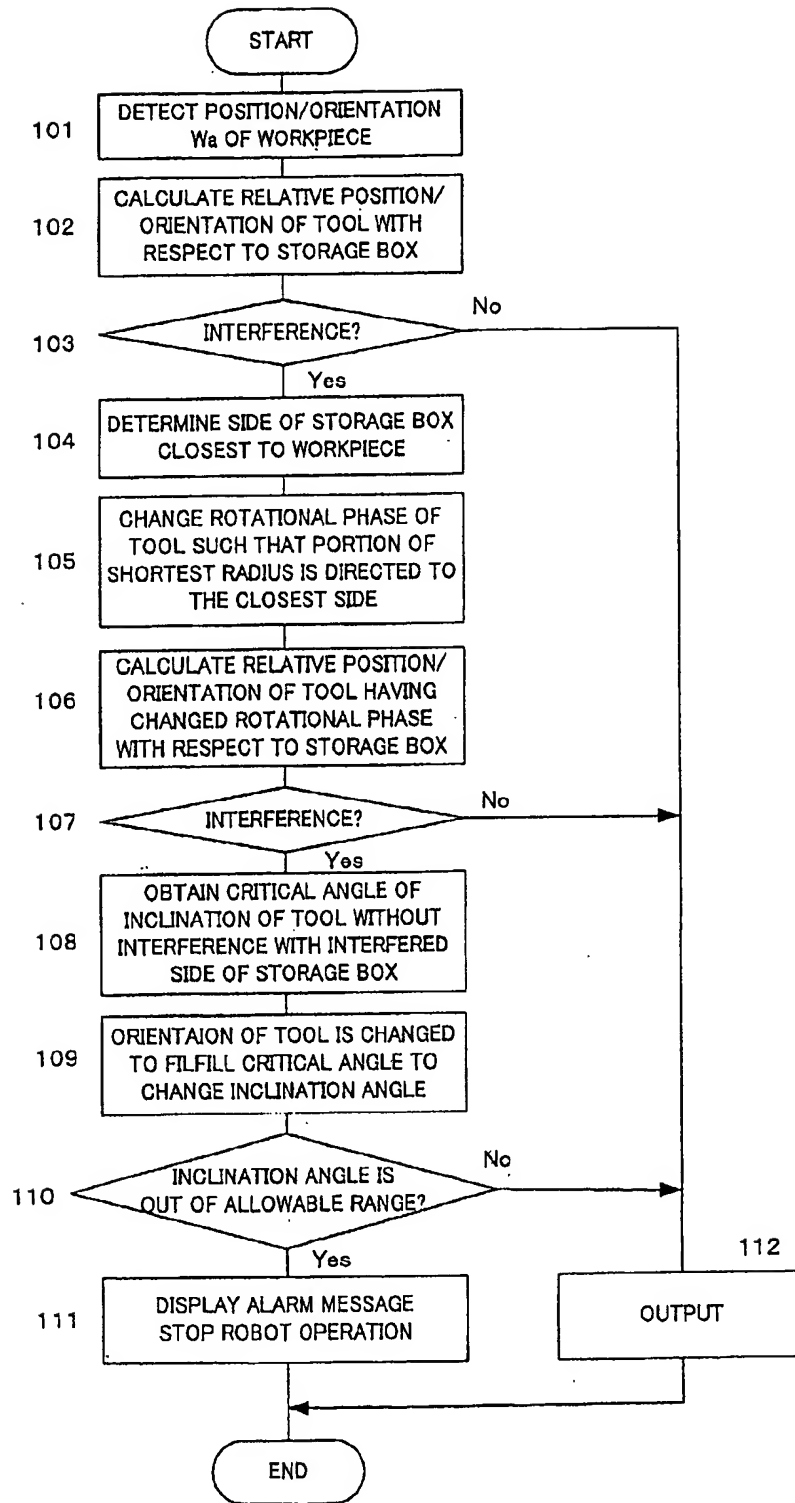 START
101
DETECT POSITION/ORIENTATION
Wa OF WORKPIECE
102
CALCULATE RELATIVE POSITION/
ORIENTATION OF TOOL WITH
RESPECT TO STORAGE BOX
103
INTERFERENCE?
No
Yes
104
DETERMINE SIDE OF STORAGE BOX
CLOSEST TO WORKPIECE
105
CHANGE ROTATIONAL PHASE OF
TOOL SUCH THAT PORTION OF
SHORTEST RADIUS IS DIRECTED TO
THE CLOSEST SIDE
106
CALCULATE RELATIVE POSITION/
ORIENTATION OF TOOL HAVING
CHANGED ROTATIONAL PHASE
WITH RESPECT TO STORAGE BOX
107
INTERFERENCE?
No
Yes
108
OBTAIN CRITICAL ANGLE OF
INCLINATION OF TOOL WITHOUT
INTERFERENCE WITH INTERFERED
SIDE OF STORAGE BOX
109
ORIENTAION OF TOOL IS CHANGED
TO FILFILL CRITICAL ANGLE TO
CHANGE INCLINATION ANGLE
110
INCLINATION ANGLE IS
OUT OF ALLOWABLE RANGE?
No
Yes
111
DISPLAY ALARM MESSAGE
STOP ROBOT OPERATION
112
OUTPUT
END